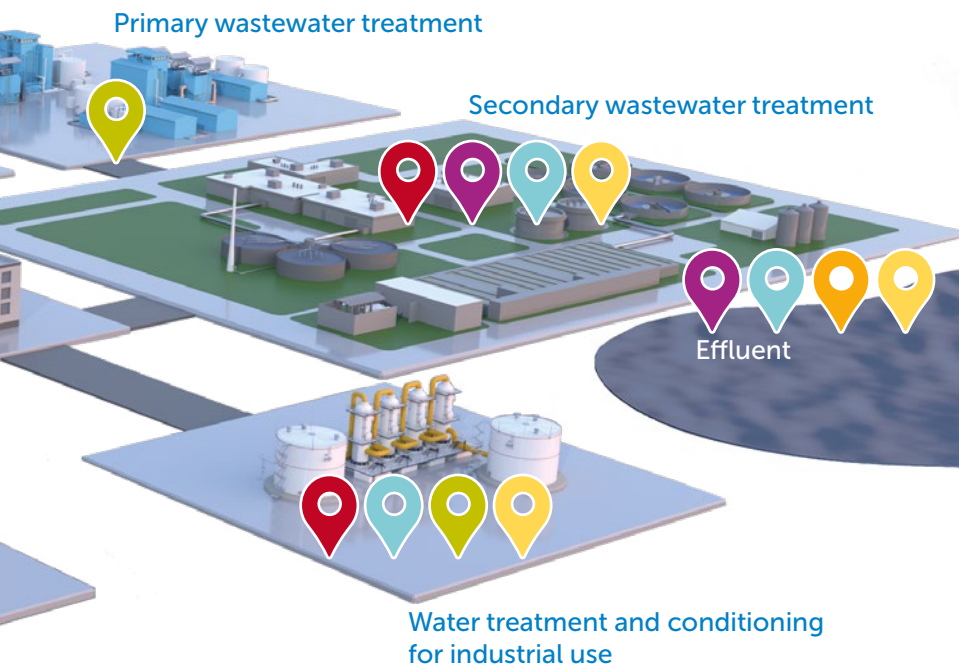 Primary wastewater treatment
Secondary wastewater treatment
Effluent
Water treatment and conditioning
for industrial use